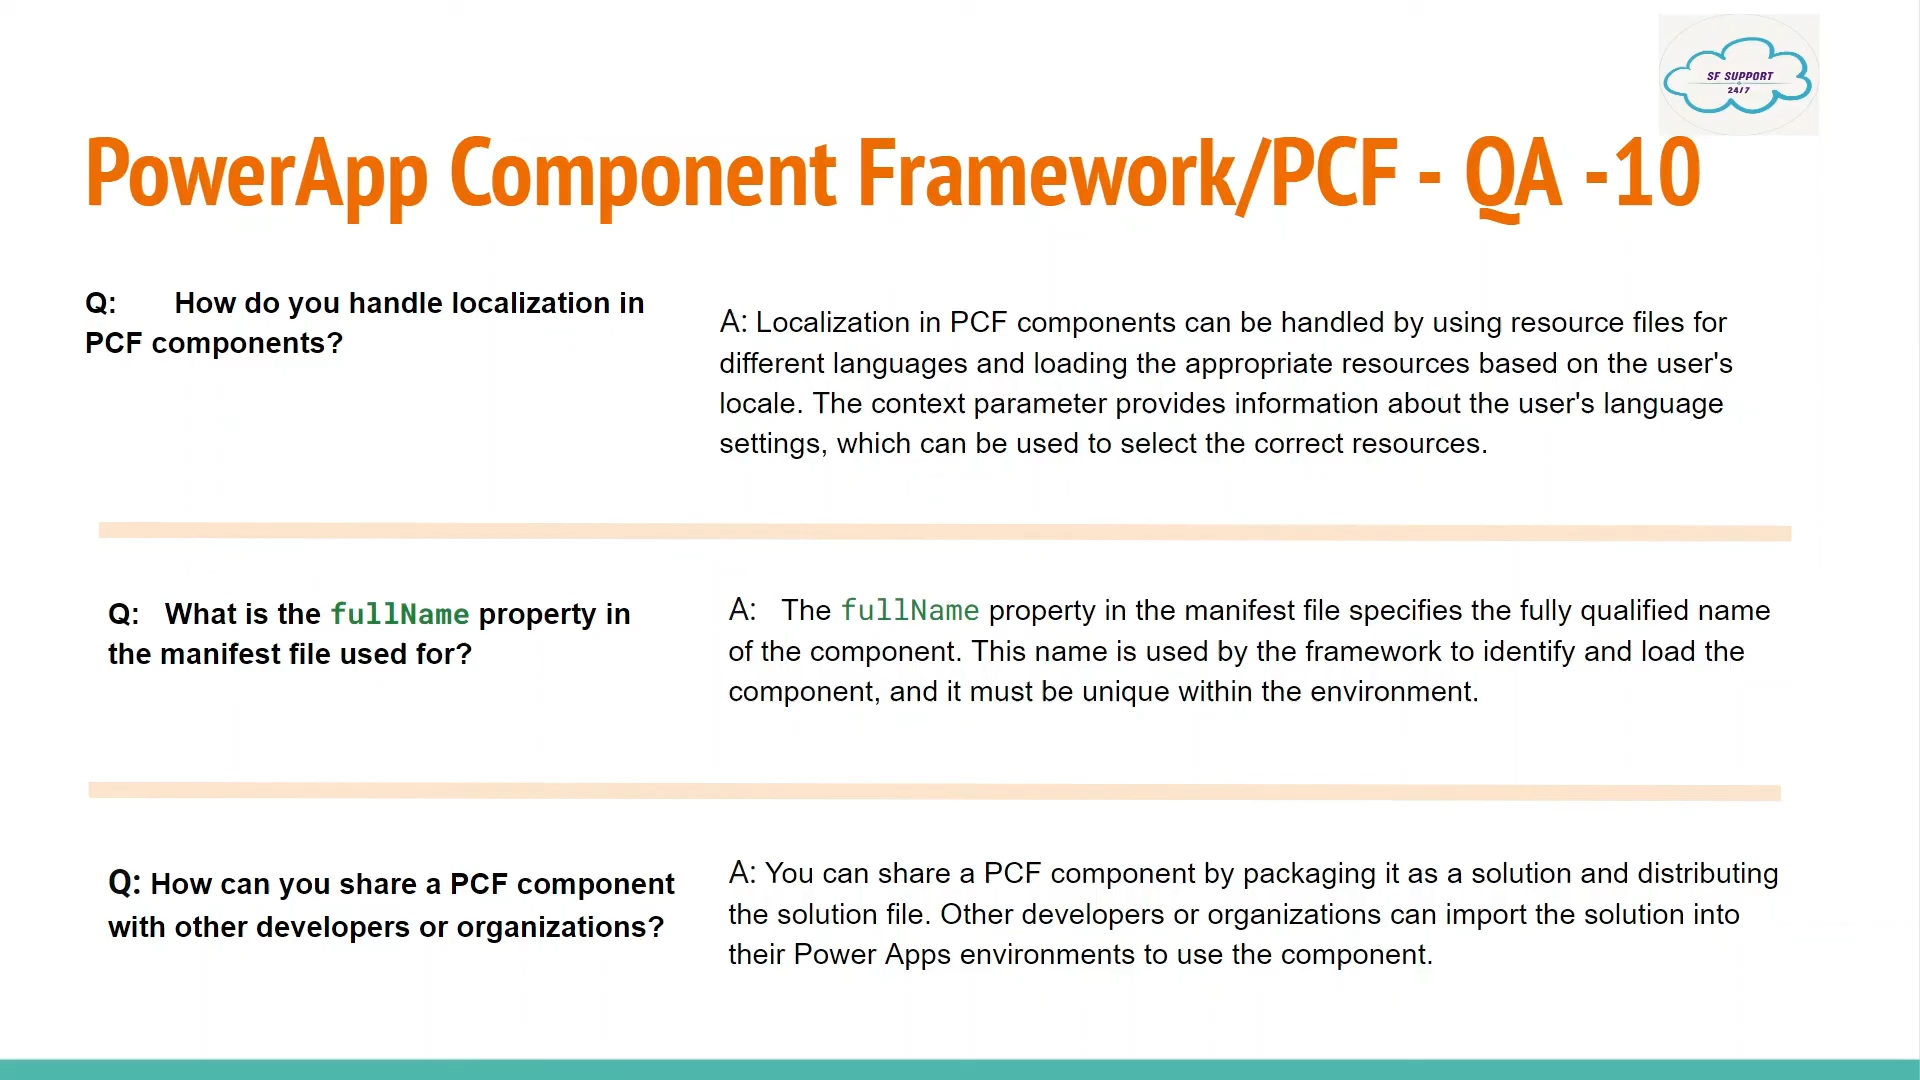 SF SUPPORT
24/7
PowerApp Component Framework/PCF - QA -10
Q: How do you handle localization in
PCF components?
A: Localization in PCF components can be handled by using resource files for
different languages and loading the appropriate resources based on the user's
locale. The context parameter provides information about the user's language
settings, which can be used to select the correct resources.
Q: What is the fullName property in
the manifest file used for?
A: The fullName property in the manifest file specifies the fully qualified name
of the component. This name is used by the framework to identify and load the
component, and it must be unique within the environment.
Q: How can you share a PCF component
with other developers or organizations?
A: You can share a PCF component by packaging it as a solution and distributing
the solution file. Other developers or organizations can import the solution into
their Power Apps environments to use the component.